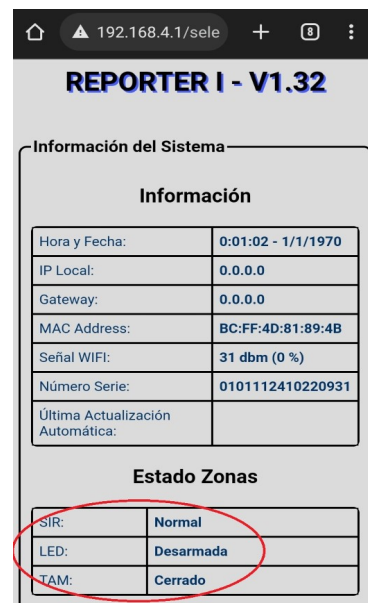 192.168.4.1/sele
8
REPORTER I - V1.32
Información del Sistema
Información
Hora y Fecha: 0:01:02 - 1/1/1970
IP Local: 0.0.0.0
Gateway: 0.0.0.0
MAC Address: BC:FF:4D:81:89:4B
Señal WIFI: 31 dbm (0 %)
Número Serie: 0101112410220931
Última Actualización
Automática:
Estado Zonas
SIR: Normal
LED: Desarmada
TAM: Cerrado